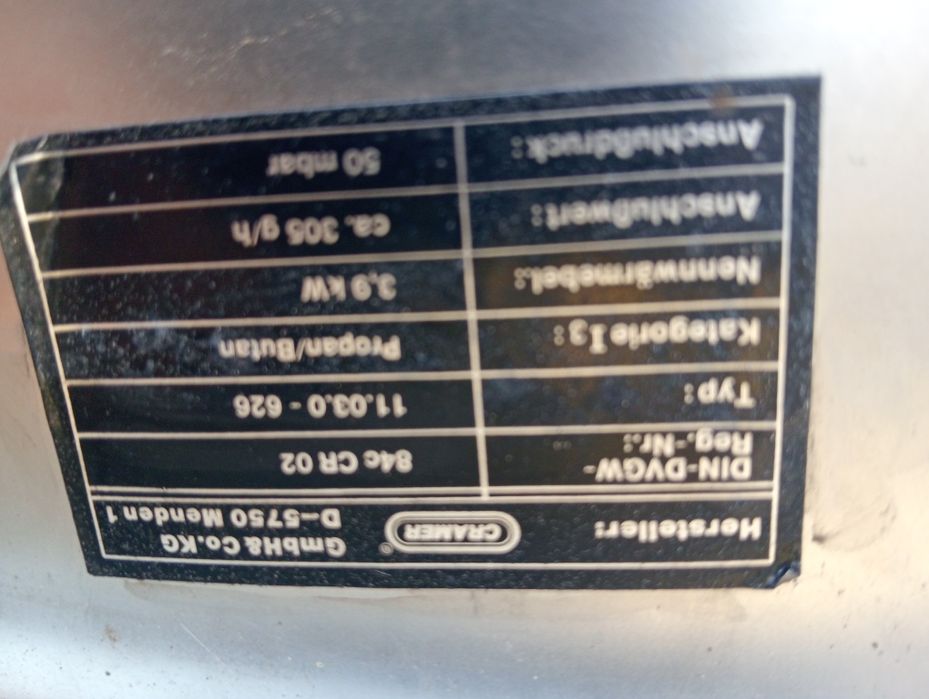 Hersteller: CRAMER® GmbH & Co.KG
D-5750 Menden 1
DIN-DVGW-
Reg.-Nr.: 84c CR 02
Typ: 11.03.0 - 626
Kategorie I3: Propan/Butan
Nennwärmebel.: 3,9 kW
Anschlußwert: ca. 305 g/h
Anschlußdruck: 50 mbar